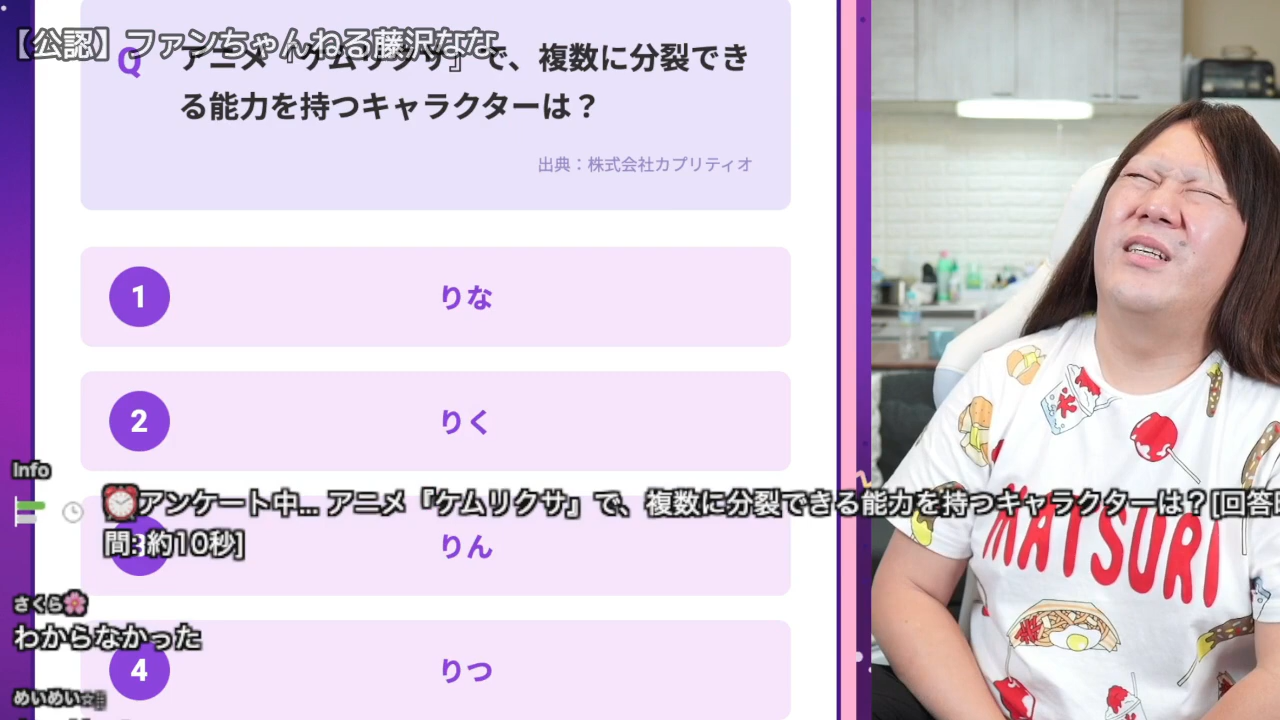 【公認】ファンちゃんねる藤沢なな
Q
アニメ『ケムリクサ』で、複数に分裂でき
る能力を持つキャラクターは？
出典：株式会社カプリティオ
1
りな
2
りく
Info
⏰アンケート中... アニメ『ケムリクサ』で、複数に分裂できる能力を持つキャラクターは？[回答時
間:約10秒]
3
りん
さくら🌸
わからなかった
4
りつ
めいめい☆
MATSURI